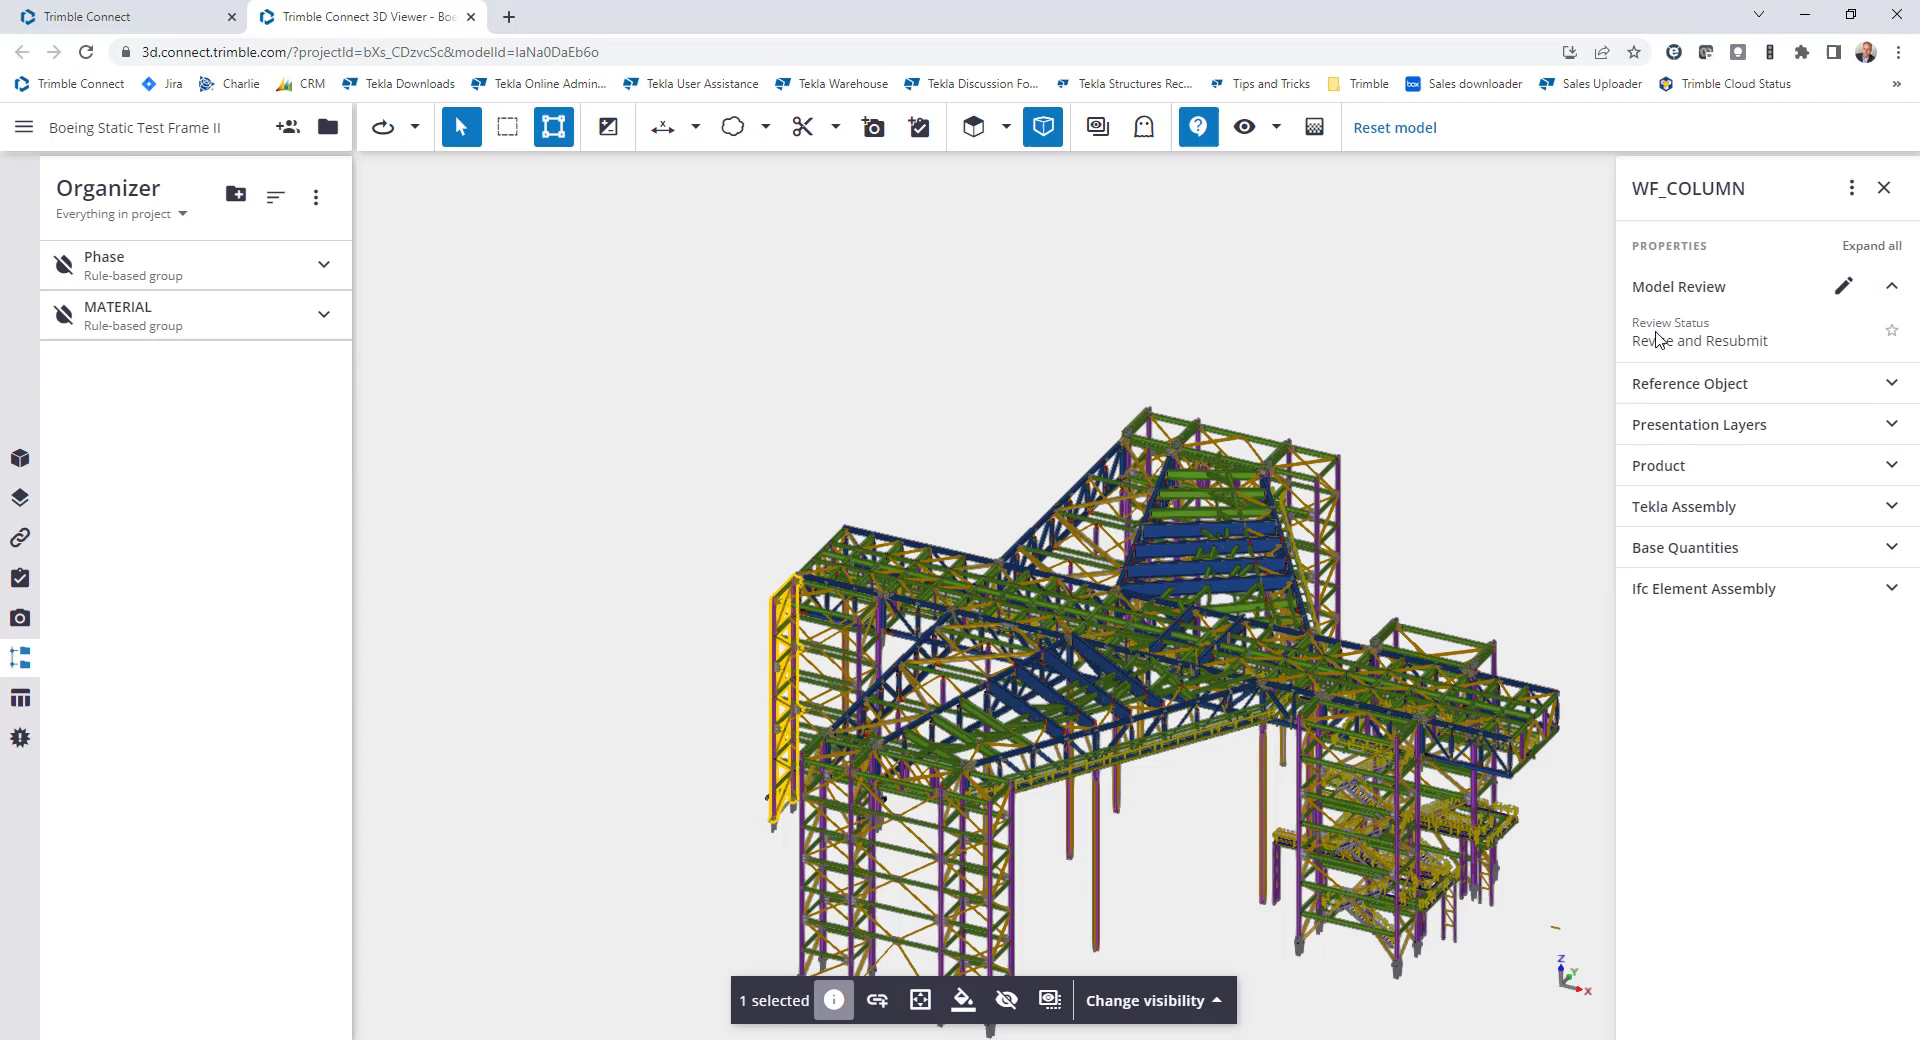 Trimble Connect
Trimble Connect 3D Viewer - Boe
3d.connect.trimble.com/?projectId=bXs_CDzvcSc&modelId=IaNa0DaEb6o
Trimble Connect
Jira
Charlie
CRM
Tekla Downloads
Tekla Online Admin...
Tekla User Assistance
Tekla Warehouse
Tekla Discussion Fo...
Tekla Structures Rec...
Tips and Tricks
Trimble
Sales downloader
Sales Uploader
Trimble Cloud Status
Boeing Static Test Frame II
Reset model
Organizer
Everything in project
Phase
Rule-based group
MATERIAL
Rule-based group
WF_COLUMN
PROPERTIES
Expand all
Model Review
Review Status
Revise and Resubmit
Reference Object
Presentation Layers
Product
Tekla Assembly
Base Quantities
Ifc Element Assembly
Z
Y
X
1 selected
Change visibility